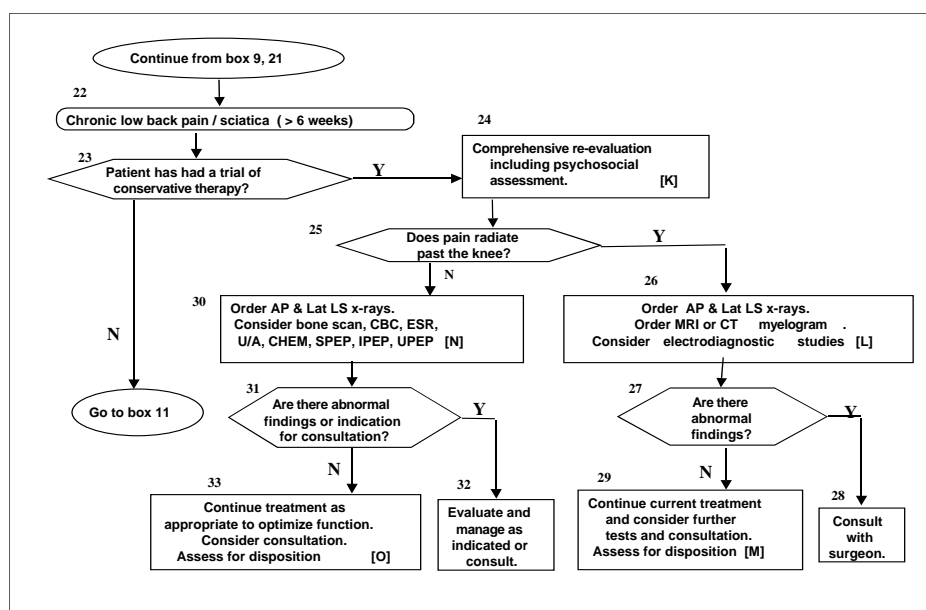 Continue from box 9, 21
22
Chronic low back pain / sciatica ( > 6 weeks)
23
Patient has had a trial of
conservative therapy?
Y
24
Comprehensive re-evaluation
including psychosocial
assessment. [K]
25
Does pain radiate
past the knee?
Y
N
N
Go to box 11
30
Order AP & Lat LS x-rays.
Consider bone scan, CBC, ESR,
U/A, CHEM, SPEP, IPEP, UPEP [N]
26
Order AP & Lat LS x-rays.
Order MRI or CT myelogram .
Consider electrodiagnostic studies [L]
31
Are there abnormal
findings or indication
for consultation?
Y
N
27
Are there
abnormal
findings?
Y
N
33
Continue treatment as
appropriate to optimize function.
Consider consultation.
Assess for disposition [O]
32
Evaluate and
manage as
indicated or
consult.
29
Continue current treatment
and consider further
tests and consultation.
Assess for disposition [M]
28
Consult
with
surgeon.